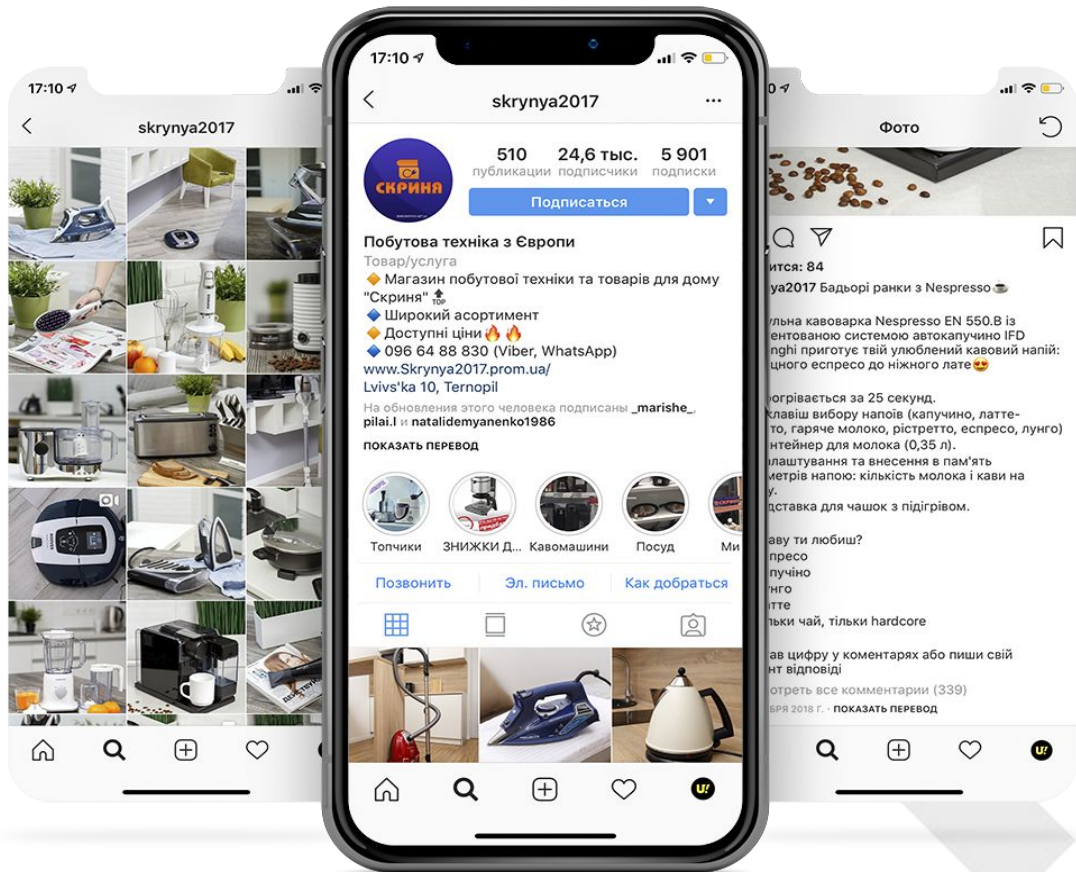 17:10
skrynya2017
17:10
skrynya2017
СКРИНЯ
510 24,6 тыс. 5 901
публикации подписчики подписки
Подписаться
Побутова техніка з Європи
Товар/услуга
Магазин побутової техніки та товарів для дому
"Скриня" TOP
Широкий асортимент
Доступні ціни
096 64 88 830 (Viber, WhatsApp)
www.Skrynya2017.prom.ua/
Lvivs'ka 10, Ternopil
На обновления этого человека подписаны _marishe_,
pilai.l и natalidemyanenko1986
ПОКАЗАТЬ ПЕРЕВОД
Топчики ЗНИЖКИ Д... Кавомашини Посуд Ми
Позвонить Эл. письмо Как добраться
U!
0
Фото
ится: 84
ya2017 Бадьорі ранки з Nespresso
ульна кавоварка Nespresso EN 550.B із
ентованою системою автокапучино IFD
nghi приготує твій улюблений кавовий напій:
цного еспресо до ніжного лате
огрівається за 25 секунд.
клавіш вибору напоїв (капучино, латте-
то, гаряче молоко, рістретто, еспресо, лунго)
нтейнер для молока (0,35 л).
лаштування та внесення в пам'ять
метрів напою: кількість молока і кави на
у.
дставка для чашок з підігрівом.
аву ти любиш?
пресо
пучіно
нго
тте
льки чай, тільки hardcore
ав цифру у коментарях або пиши свій
нт відповіді
отреть все комментарии (339)
БРЯ 2018 Г. · ПОКАЗАТЬ ПЕРЕВОД
U!